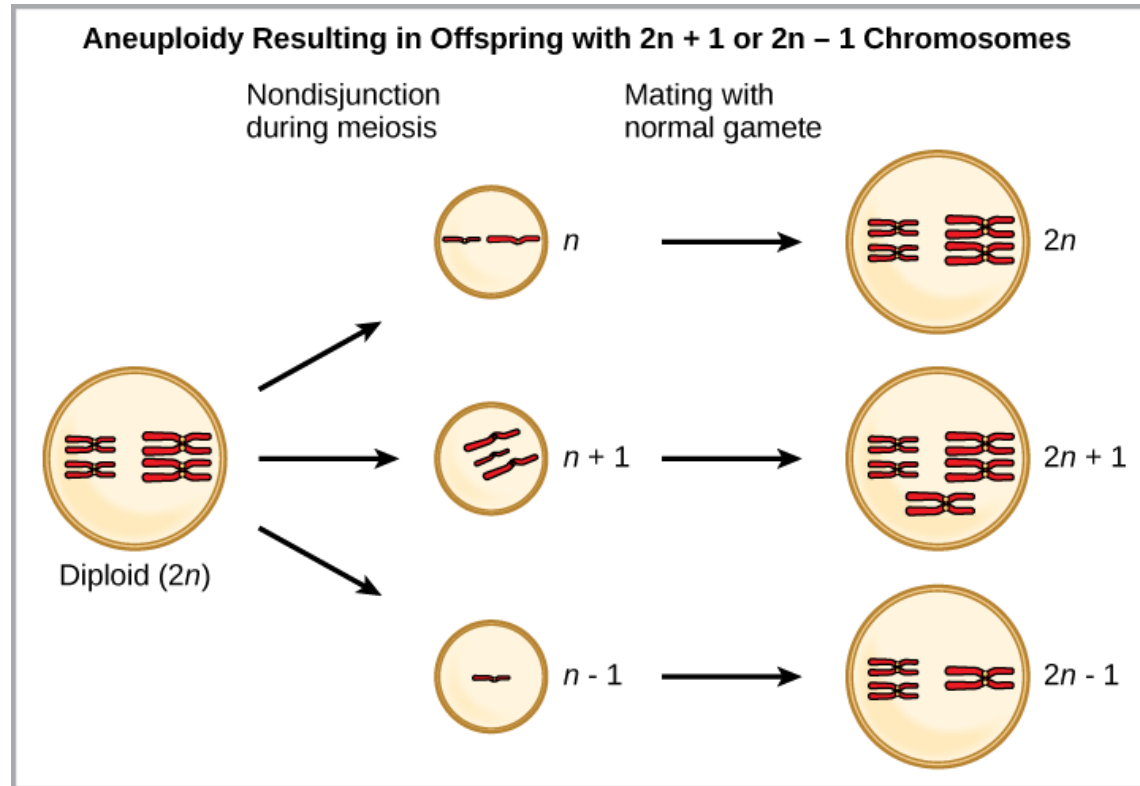 Aneuploidy Resulting in Offspring with 2n + 1 or 2n – 1 Chromosomes
Nondisjunction
during meiosis
Mating with
normal gamete
n
2n
n + 1
2n + 1
Diploid (2n)
n - 1
2n - 1